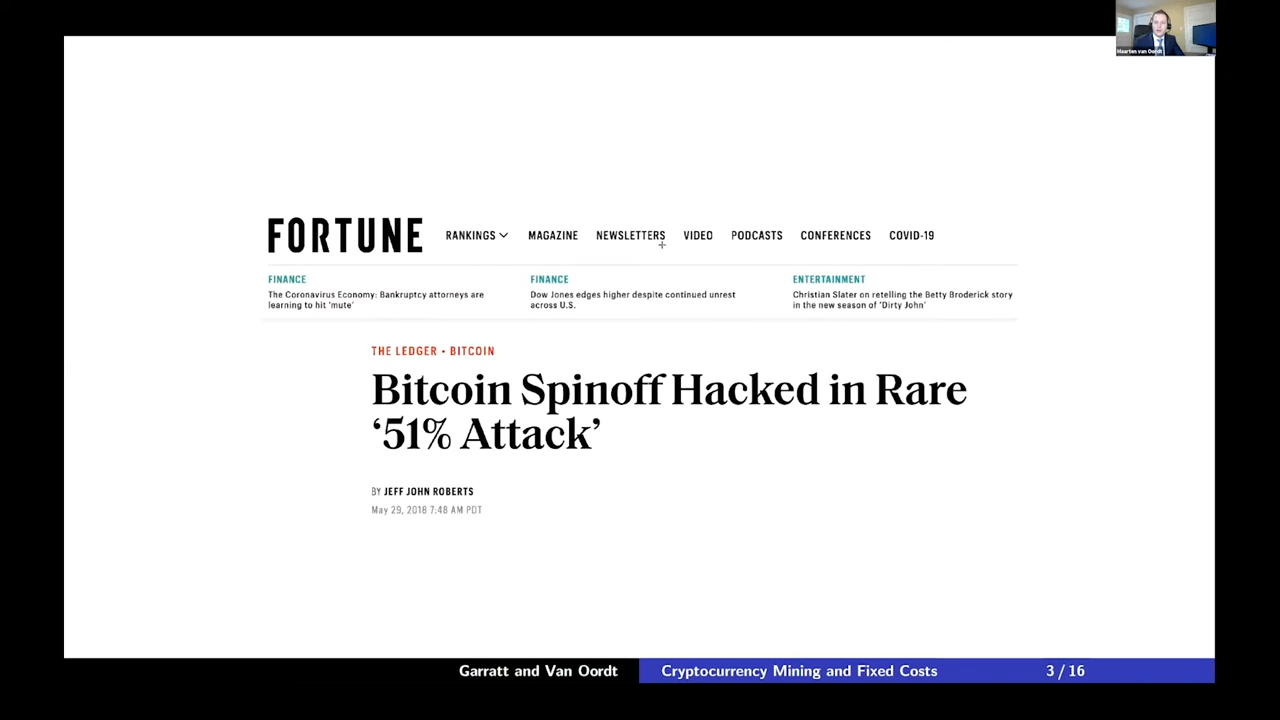 Maarten van Oordt
FORTUNE
RANKINGS MAGAZINE NEWSLETTERS VIDEO PODCASTS CONFERENCES COVID-19
FINANCE
The Coronavirus Economy: Bankruptcy attorneys are
learning to hit 'mute'
FINANCE
Dow Jones edges higher despite continued unrest
across U.S.
ENTERTAINMENT
Christian Slater on retelling the Betty Broderick story
in the new season of 'Dirty John'
THE LEDGER • BITCOIN
Bitcoin Spinoff Hacked in Rare
‘51% Attack’
BY JEFF JOHN ROBERTS
May 29, 2018 7:48 AM PDT
Garratt and Van Oordt Cryptocurrency Mining and Fixed Costs 3 / 16